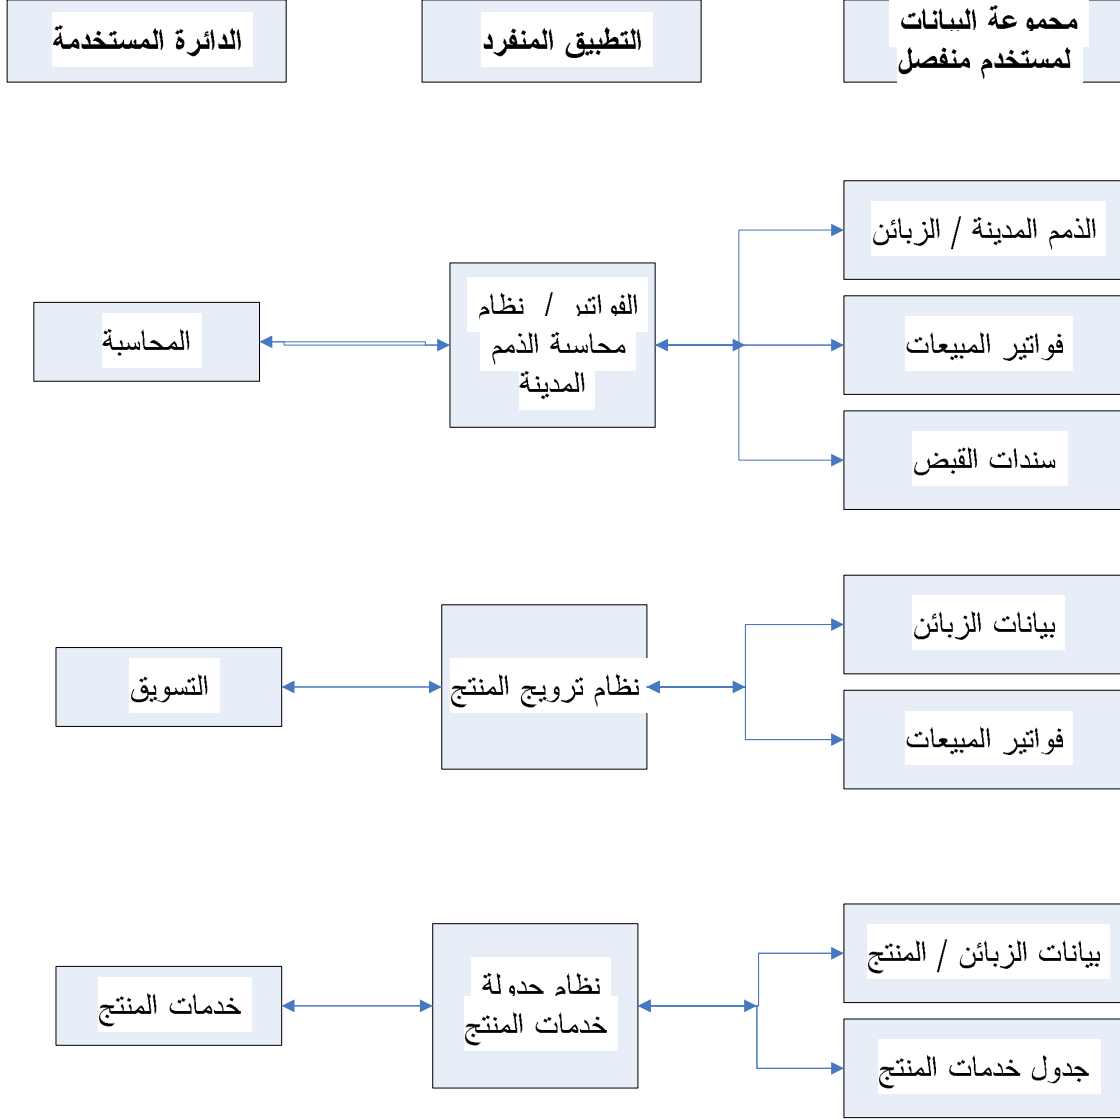 محموعة البيانات
لمستخدم منفصل
التطبيق المنفرد
الدائرة المستخدمة
الذمم المدينة / الزبائن
فواتير المبيعات
سندات القبض
الفواتير / نظام
محاسبة الذمم
المدينة
المحاسبة
بيانات الزبائن
فواتير المبيعات
نظام ترويج المنتج
التسويق
بيانات الزبائن / المنتج
جدول خدمات المنتج
نظام جدولة
خدمات المنتج
خدمات المنتج